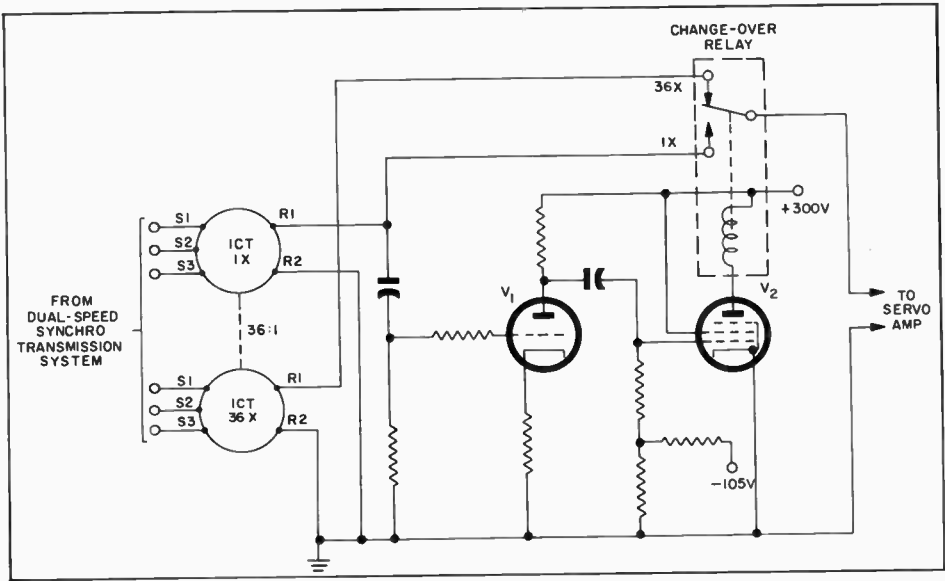 CHANGE-OVER
RELAY
36X
1X
+300V
S1
S2
S3
ICT
1X
R1
R2
FROM
DUAL-SPEED
SYNCHRO
TRANSMISSION
SYSTEM
36:1
S1
S2
S3
ICT
36X
R1
R2
V1
V2
TO
SERVO
AMP
-105V